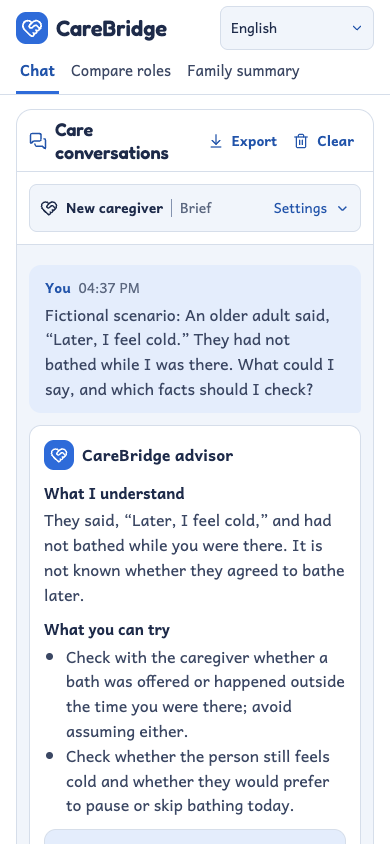 CareBridge
English
Chat Compare roles Family summary
Care
conversations
Export Clear
New caregiver | Brief Settings
You 04:37 PM
Fictional scenario: An older adult said,
“Later, I feel cold.” They had not
bathed while I was there. What could I
say, and which facts should I check?
CareBridge advisor
What I understand
They said, “Later, I feel cold,” and had
not bathed while you were there. It is
not known whether they agreed to bathe
later.
What you can try
• Check with the caregiver whether a
bath was offered or happened outside
the time you were there; avoid
assuming either.
• Check whether the person still feels
cold and whether they would prefer
to pause or skip bathing today.